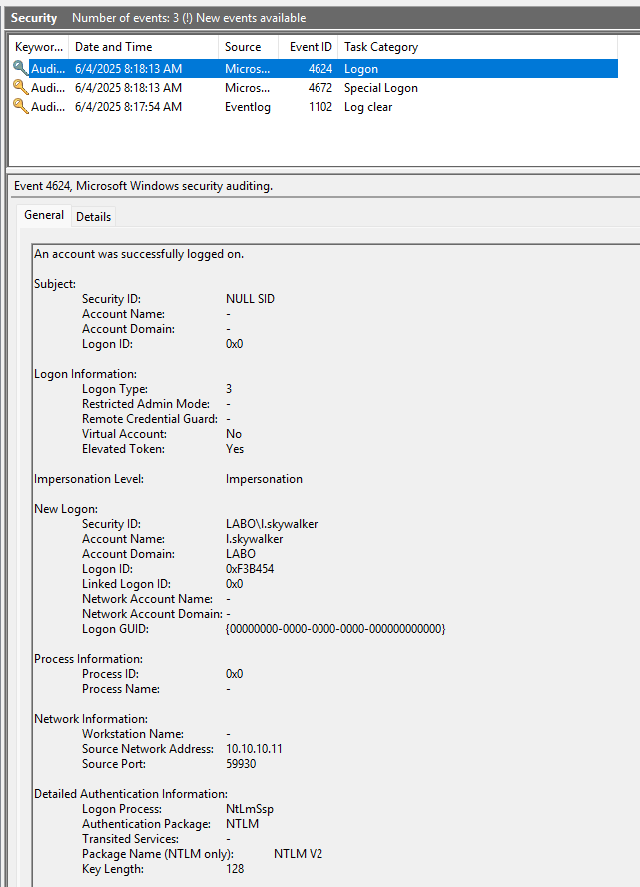 Security Number of events: 3 (!) New events available
Keywor... Date and Time Source Event ID Task Category
Audi... 6/4/2025 8:18:13 AM Micros... 4624 Logon
Audi... 6/4/2025 8:18:13 AM Micros... 4672 Special Logon
Audi... 6/4/2025 8:17:54 AM Eventlog 1102 Log clear
Event 4624, Microsoft Windows security auditing.
General Details
An account was successfully logged on.
Subject:
Security ID: NULL SID
Account Name: -
Account Domain: -
Logon ID: 0x0
Logon Information:
Logon Type: 3
Restricted Admin Mode: -
Remote Credential Guard: -
Virtual Account: No
Elevated Token: Yes
Impersonation Level: Impersonation
New Logon:
Security ID: LABO\l.skywalker
Account Name: l.skywalker
Account Domain: LABO
Logon ID: 0xF3B454
Linked Logon ID: 0x0
Network Account Name: -
Network Account Domain: -
Logon GUID: {00000000-0000-0000-0000-000000000000}
Process Information:
Process ID: 0x0
Process Name: -
Network Information:
Workstation Name: -
Source Network Address: 10.10.10.11
Source Port: 59930
Detailed Authentication Information:
Logon Process: NtLmSsp
Authentication Package: NTLM
Transited Services: -
Package Name (NTLM only): NTLM V2
Key Length: 128